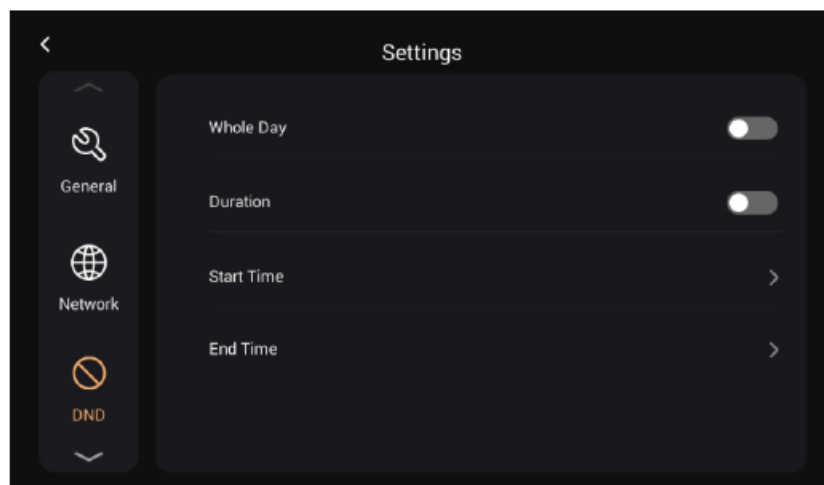 Settings
General
Network
DND
Whole Day
Duration
Start Time
End Time